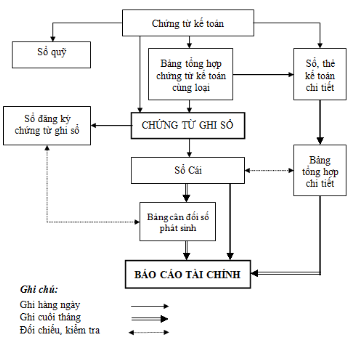 Chứng từ kế toán
Sổ quỹ
Bảng tổng hợp
chứng từ kế toán
cùng loại
Sổ, thẻ
kế toán
chi tiết
Sổ đăng ký
chứng từ ghi sổ
CHỨNG TỪ GHI SỔ
Sổ Cái
Bảng
tổng hợp
chi tiết
Bảng cân đối số
phát sinh
BÁO CÁO TÀI CHÍNH
Ghi chú:
Ghi hàng ngày
Ghi cuối tháng
Đối chiếu, kiểm tra